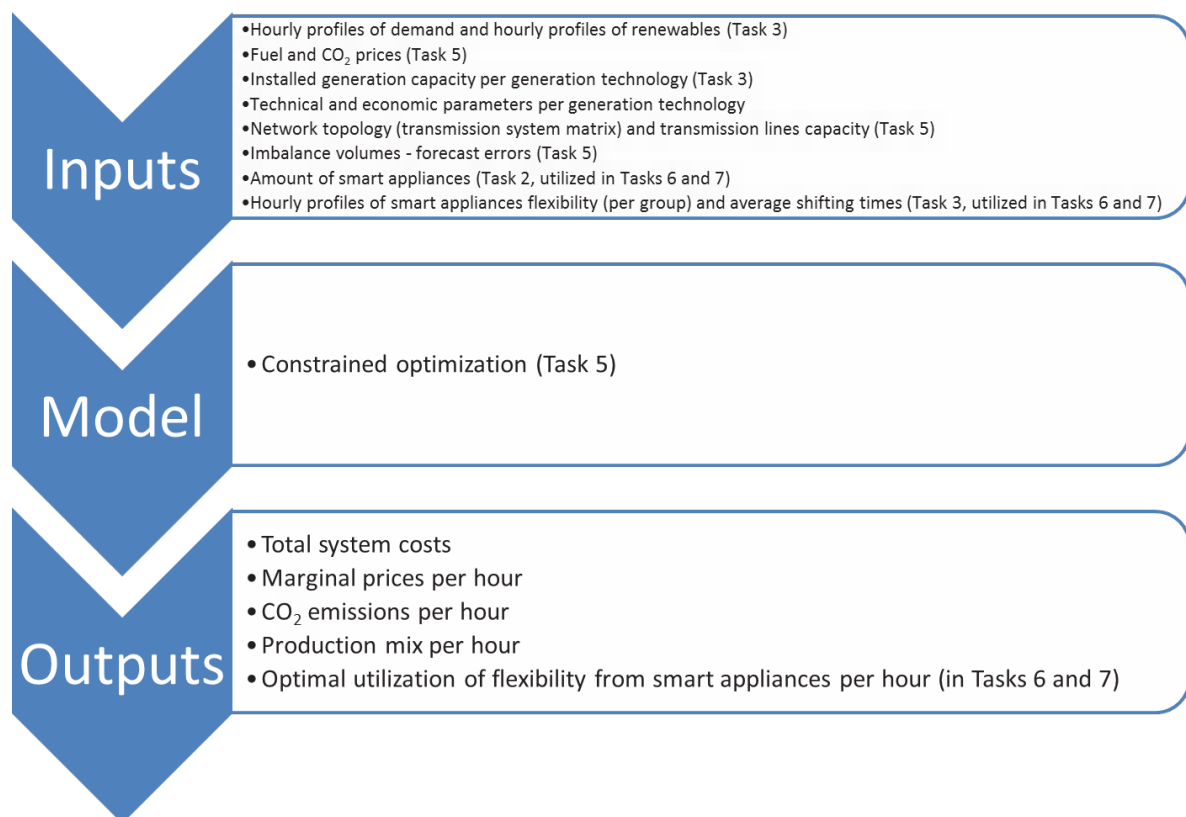 Inputs
•Hourly profiles of demand and hourly profiles of renewables (Task 3)
•Fuel and CO₂ prices (Task 5)
•Installed generation capacity per generation technology (Task 3)
•Technical and economic parameters per generation technology
•Network topology (transmission system matrix) and transmission lines capacity (Task 5)
•Imbalance volumes - forecast errors (Task 5)
•Amount of smart appliances (Task 2, utilized in Tasks 6 and 7)
•Hourly profiles of smart appliances flexibility (per group) and average shifting times (Task 3, utilized in Tasks 6 and 7)
Model
•Constrained optimization (Task 5)
Outputs
•Total system costs
•Marginal prices per hour
•CO₂ emissions per hour
•Production mix per hour
•Optimal utilization of flexibility from smart appliances per hour (in Tasks 6 and 7)